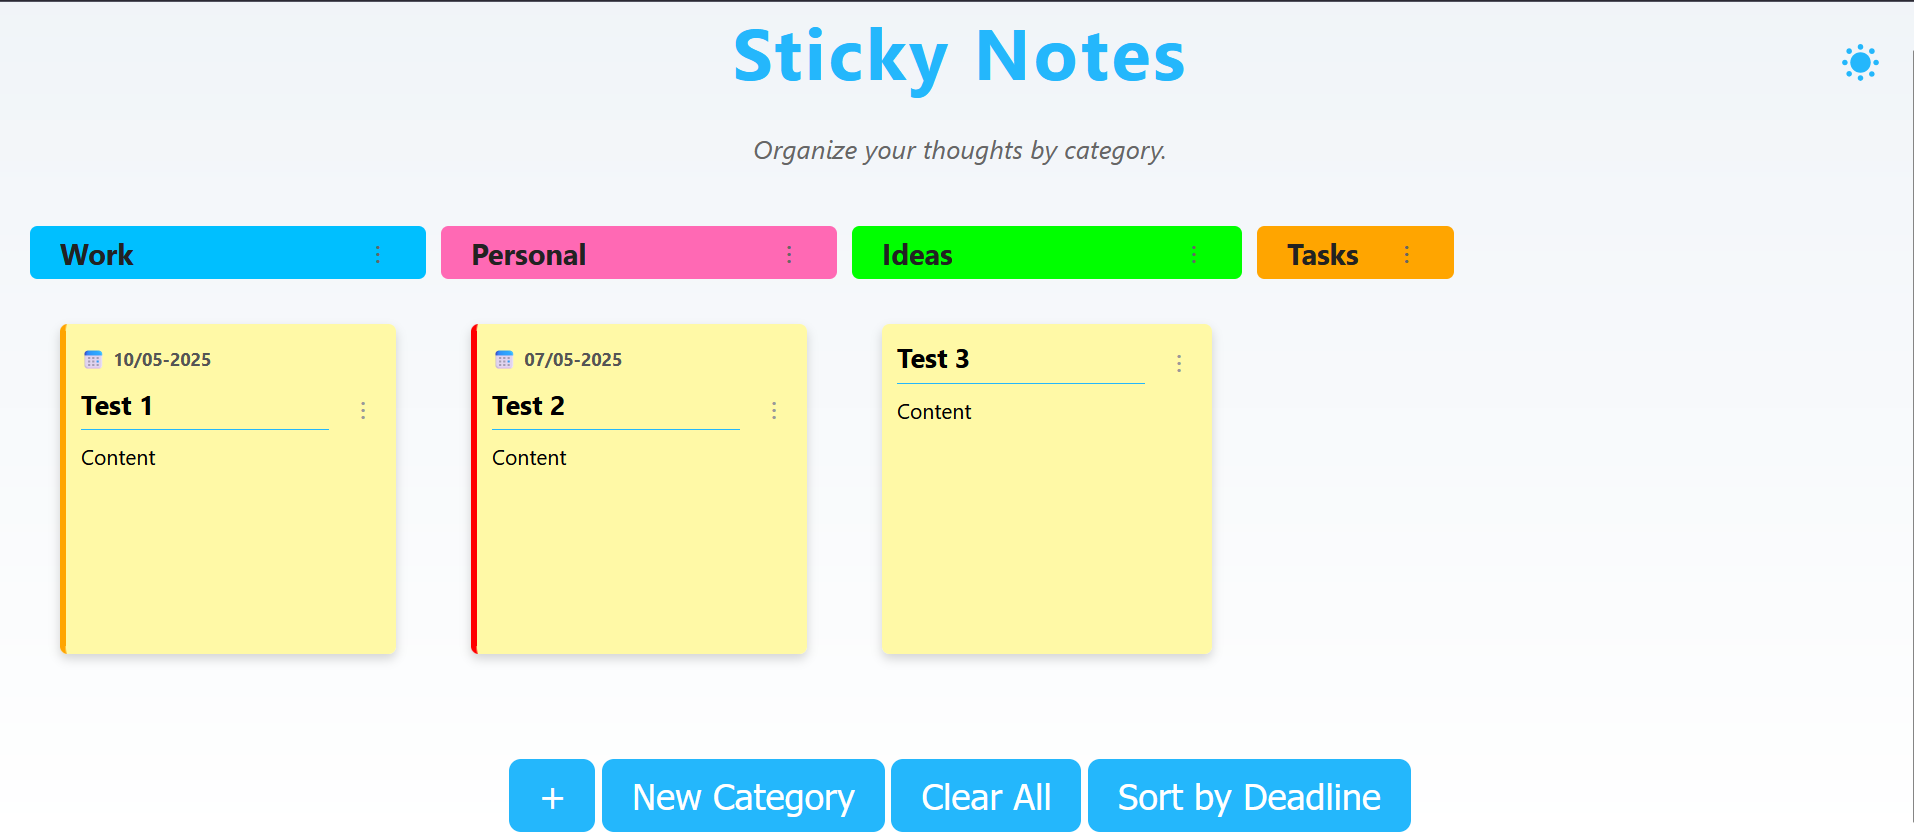 Sticky Notes
Organize your thoughts by category.
Work
Personal
Ideas
Tasks
10/05-2025
Test 1
Content
07/05-2025
Test 2
Content
Test 3
Content
+
New Category
Clear All
Sort by Deadline